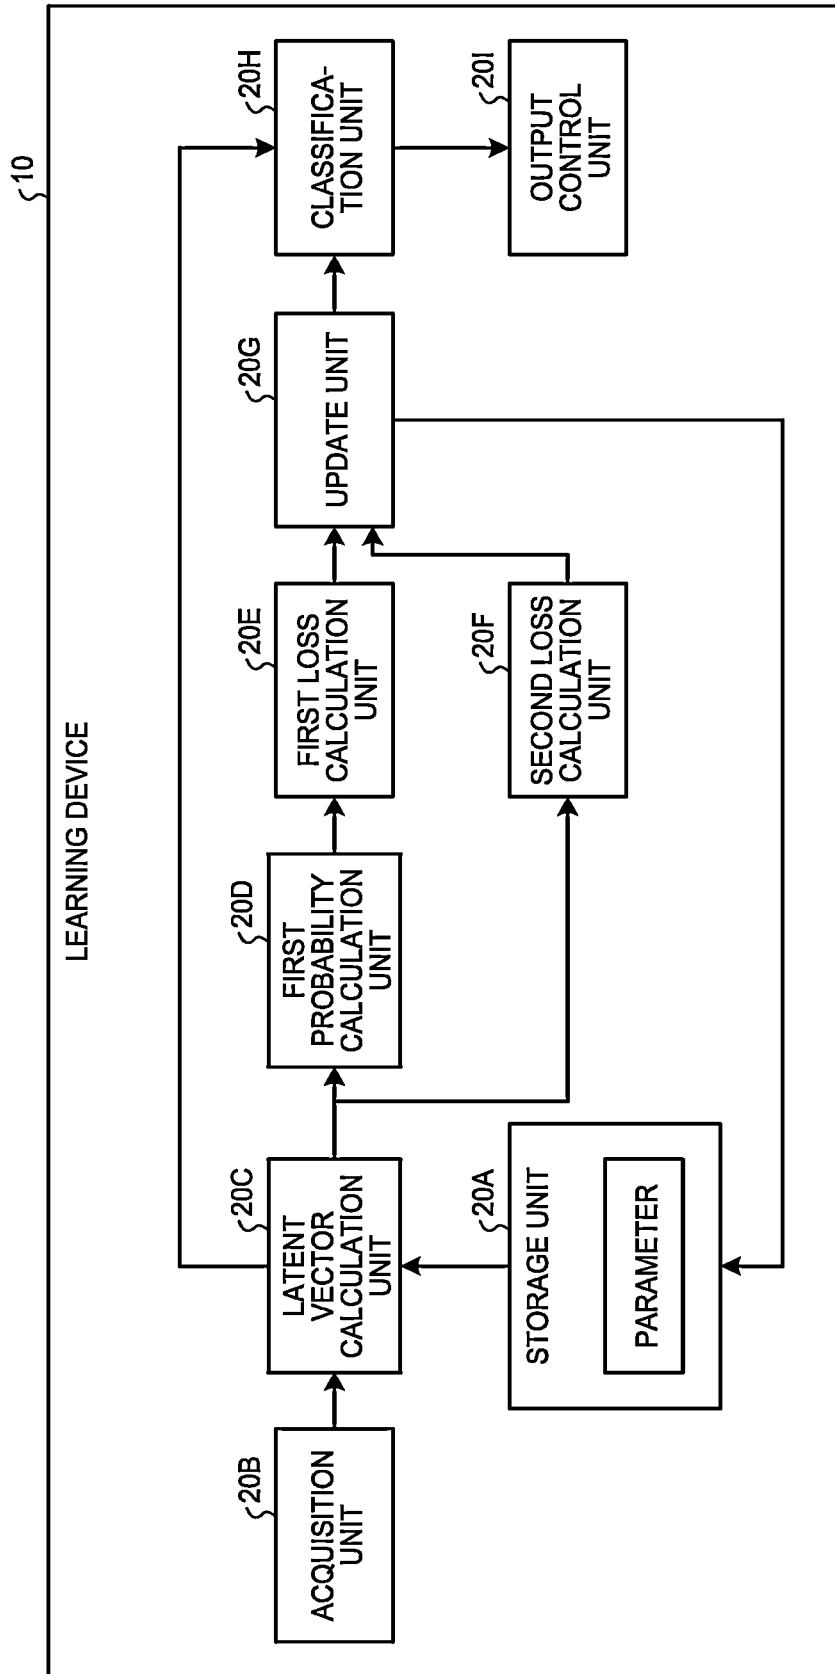 10
LEARNING DEVICE
20B
ACQUISITION
UNIT
20C
LATENT
VECTOR
CALCULATION
UNIT
20A
STORAGE UNIT
PARAMETER
20D
FIRST
PROBABILITY
CALCULATION
UNIT
20E
FIRST LOSS
CALCULATION
UNIT
20F
SECOND LOSS
CALCULATION
UNIT
20G
UPDATE UNIT
20H
CLASSIFICA-
TION UNIT
20I
OUTPUT
CONTROL
UNIT